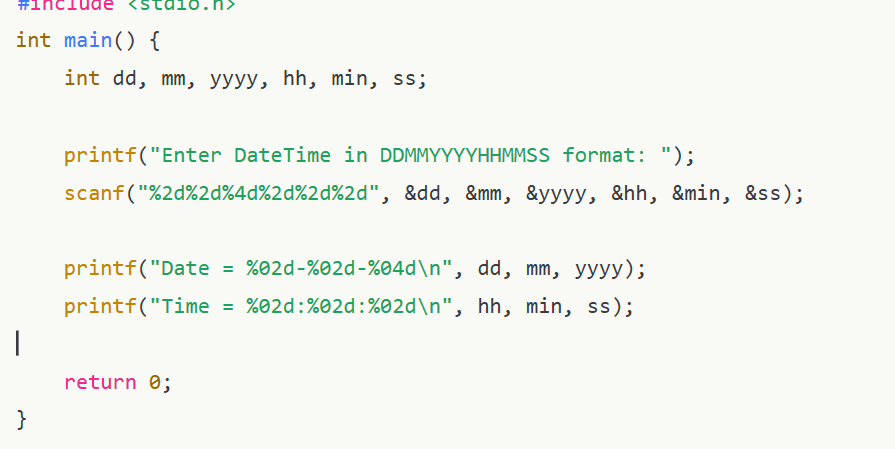 #include <stdio.h>
int main() {
    int dd, mm, yyyy, hh, min, ss;
    printf("Enter DateTime in DDMMYYYYHHMMSS format: ");
    scanf("%2d%2d%4d%2d%2d%2d", &dd, &mm, &yyyy, &hh, &min, &ss);
    printf("Date = %02d-%02d-%04d\n", dd, mm, yyyy);
    printf("Time = %02d:%02d:%02d\n", hh, min, ss);
    return 0;
}